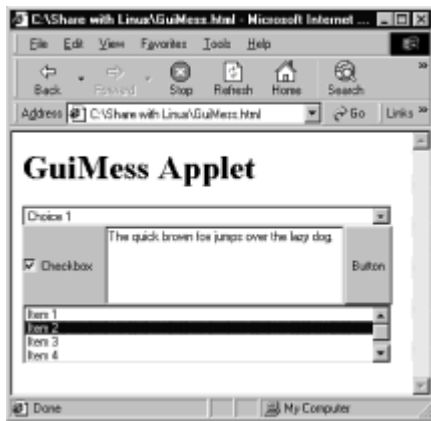 C:\Share with Linux\GuiMess.html - Microsoft Internet ...
File Edit View Favorites Tools Help
Back Forward Stop Refresh Home Search
Address C:\Share with Linux\GuiMess.html Go Links
GuiMess Applet
Choice 1
The quick brown fox jumps over the lazy dog.
Checkbox Button
Item 1
Item 2
Item 3
Item 4
Done My Computer